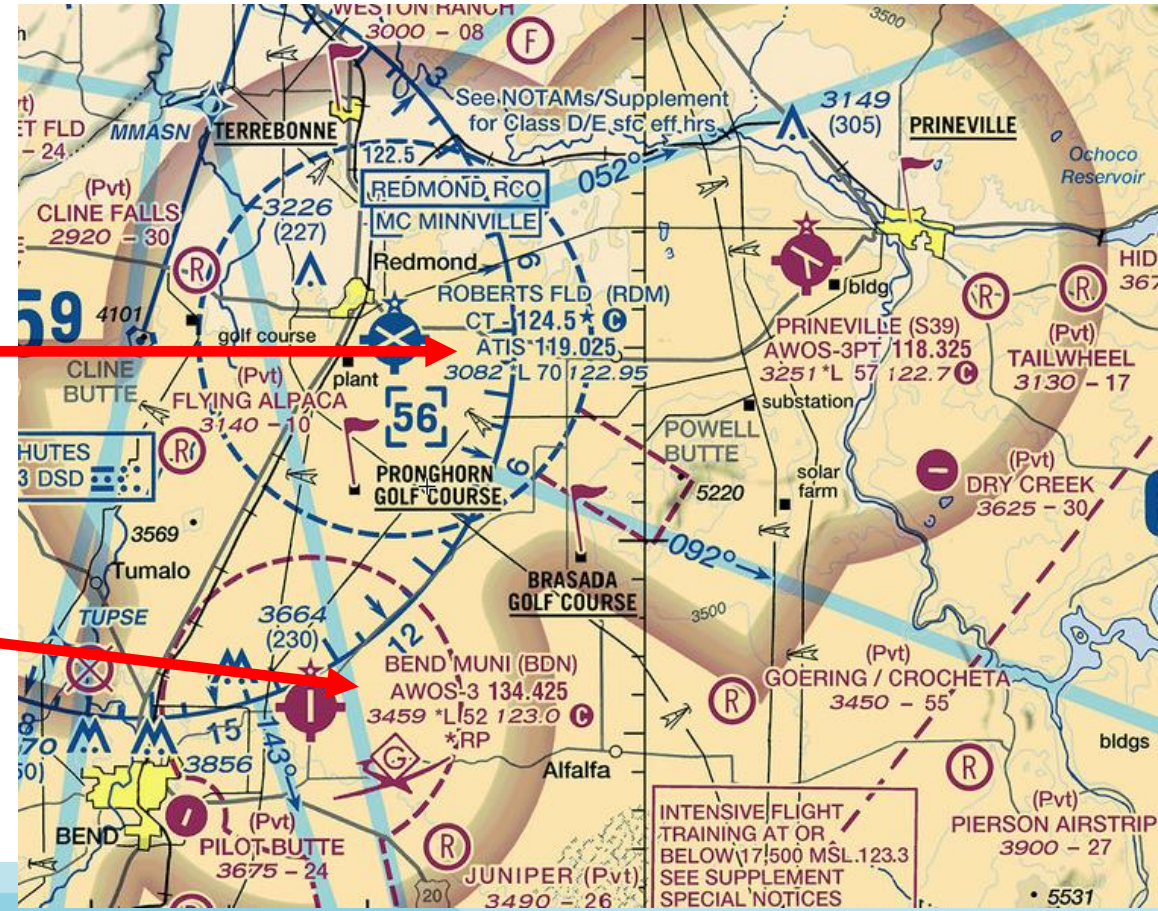 WESTON RANCH
3000 - 08
F
3500
See NOTAMs/Supplement
for Class D/E sfc eff hrs
3149
(305)
PRINEVILLE
Ochoco
Reservoir
MMASN
TERREBONNE
122.5
REDMOND RCO
MC MINNVILLE
052°
ET FLD
- 24
(Pvt)
CLINE FALLS
2920 - 30
R
3226
(227)
Redmond
9
ROBERTS FLD (RDM)
CT - 124.5 * C
ATIS 119.025
3082 *L 70 122.95
bldg
PRINEVILLE (S39)
AWOS-3PT 118.325
3251 *L 57 122.7 C
R
R
HID
367
(Pvt)
TAILWHEEL
3130 - 17
59
4101
golf course
CLINE
BUTTE
plant
(Pvt)
FLYING ALPACA
3140 - 10
R
56
substation
POWELL
BUTTE
5220
solar
farm
HUTES
3 DSD
PRONGHORN
GOLF COURSE
9
(Pvt)
DRY CREEK
3625 - 30
3569
Tumalo
092°
BRASADA
GOLF COURSE
3500
TUPSE
3664
(230)
12
BEND MUNI (BDN)
AWOS-3 134.425
3459 *L 52 123.0 C
*RP
(Pvt)
GOERING / CROCHETA
3450 - 55
R
15
143°
3856
G
Alfalfa
bldgs
R
BEND
(Pvt)
PILOT BUTTE
3675 - 24
R
20
JUNIPER (Pvt)
3490 - 26
INTENSIVE FLIGHT
TRAINING AT OR
BELOW 17,500 MSL.123.3
SEE SUPPLEMENT
SPECIAL NOTICES
(Pvt)
PIERSON AIRSTRIP
3900 - 27
5531